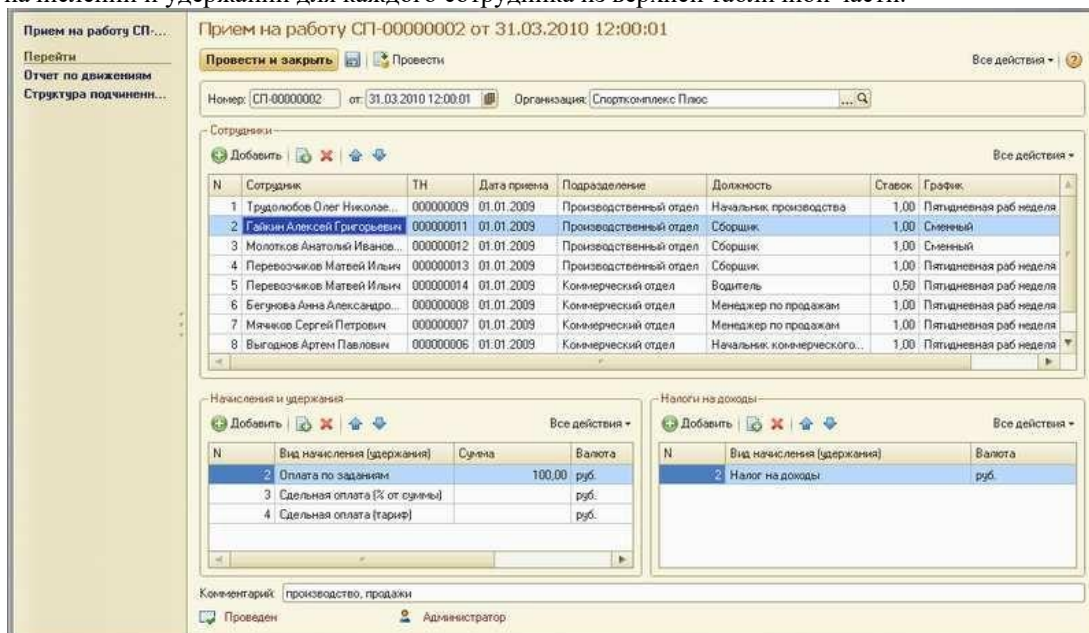 начислений и удержаний для каждого сотрудника из верхней табличной части.
Прием на работу СП-... Прием на работу СП-00000002 от 31.03.2010 12:00:01
Перейти
Отчет по движениям
Структура подчиненн...
Провести и закрыть Провести Все действия
Номер: СП-00000002 от: 31.03.2010 12:00:01 Организация: Спорткомплекс Плюс ...
Сотрудники
Добавить Все действия
N Сотрудник ТН Дата приема Подразделение Должность Ставок График
1 Трудолюбов Олег Николае... 000000009 01.01.2009 Производственный отдел Начальник производства 1,00 Пятидневная раб неделя
2 Гайкин Алексей Григорьевич 000000011 01.01.2009 Производственный отдел Сборщик 1,00 Сменный
3 Молотков Анатолий Иванов... 000000012 01.01.2009 Производственный отдел Сборщик 1,00 Сменный
4 Перевозчиков Матвей Ильич 000000013 01.01.2009 Производственный отдел Сборщик 1,00 Пятидневная раб неделя
5 Перевозчиков Матвей Ильич 000000014 01.01.2009 Коммерческий отдел Водитель 0,50 Пятидневная раб неделя
6 Бегунова Анна Александро... 000000008 01.01.2009 Коммерческий отдел Менеджер по продажам 1,00 Пятидневная раб неделя
7 Мячиков Сергей Петрович 000000007 01.01.2009 Коммерческий отдел Менеджер по продажам 1,00 Пятидневная раб неделя
8 Выгоднов Артем Павлович 000000006 01.01.2009 Коммерческий отдел Начальник коммерческого... 1,00 Пятидневная раб неделя
Начисления и удержания
Добавить Все действия
N Вид начисления (удержания) Сумма Валюта
2 Оплата по заданиям 100,00 руб.
3 Сдельная оплата (% от суммы) руб.
4 Сдельная оплата (тариф) руб.
Налоги на доходы
Добавить Все действия
N Вид начисления (удержания) Валюта
2 Налог на доходы руб.
Комментарий: производство, продажи
Проведен Администратор